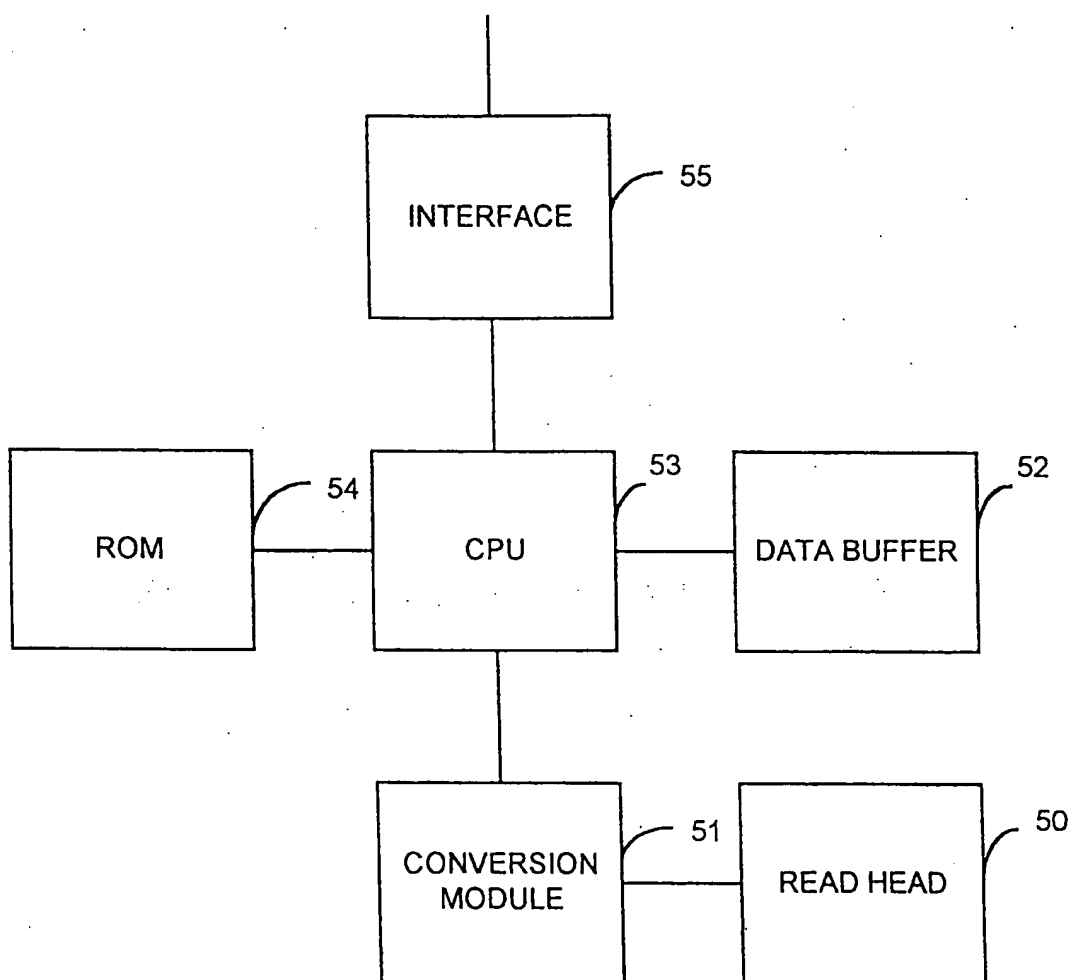 55
INTERFACE
53
52
54
ROM
CPU
DATA BUFFER
51
50
CONVERSION
MODULE
READ HEAD